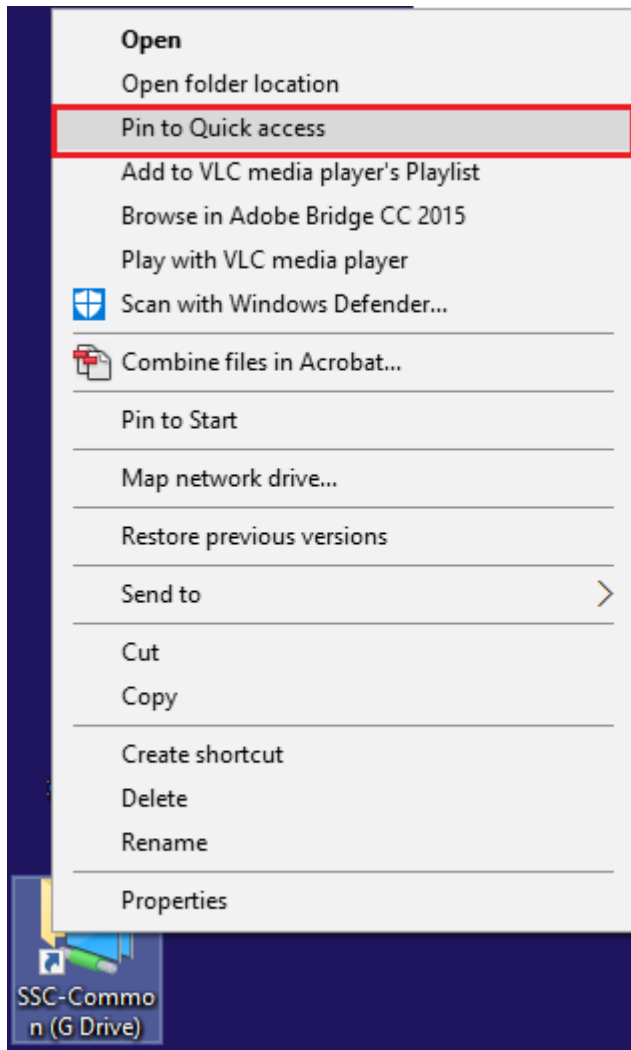 Open
Open folder location
Pin to Quick access
Add to VLC media player's Playlist
Browse in Adobe Bridge CC 2015
Play with VLC media player
Scan with Windows Defender...
Combine files in Acrobat...
Pin to Start
Map network drive...
Restore previous versions
Send to
Cut
Copy
Create shortcut
Delete
Rename
Properties
SSC-Commo
n (G Drive)